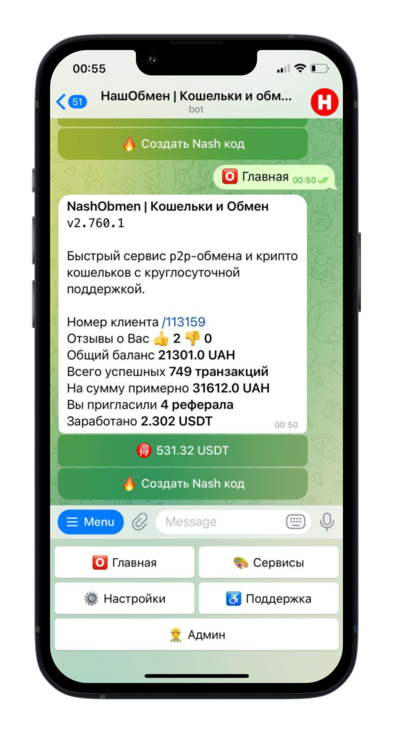 00:55
51
НашОбмен | Кошельки и обм...
bot
H
🔥 Создать Nash код
🅾️ Главная 00:50
NashObmen | Кошельки и Обмен
v2.760.1
Быстрый сервис p2p-обмена и крипто
кошельков с круглосуточной
поддержкой.
Номер клиента /113159
Отзывы о Вас 👍 2 👎 0
Общий баланс 21301.0 UAH
Всего успешных 749 транзакций
На сумму примерно 31612.0 UAH
Вы пригласили 4 реферала
Заработано 2.302 USDT
00:50
🉐 531.32 USDT
🔥 Создать Nash код
Menu
Message
🅾️ Главная
🎨 Сервисы
⚙️ Настройки
♿ Поддержка
👷 Админ